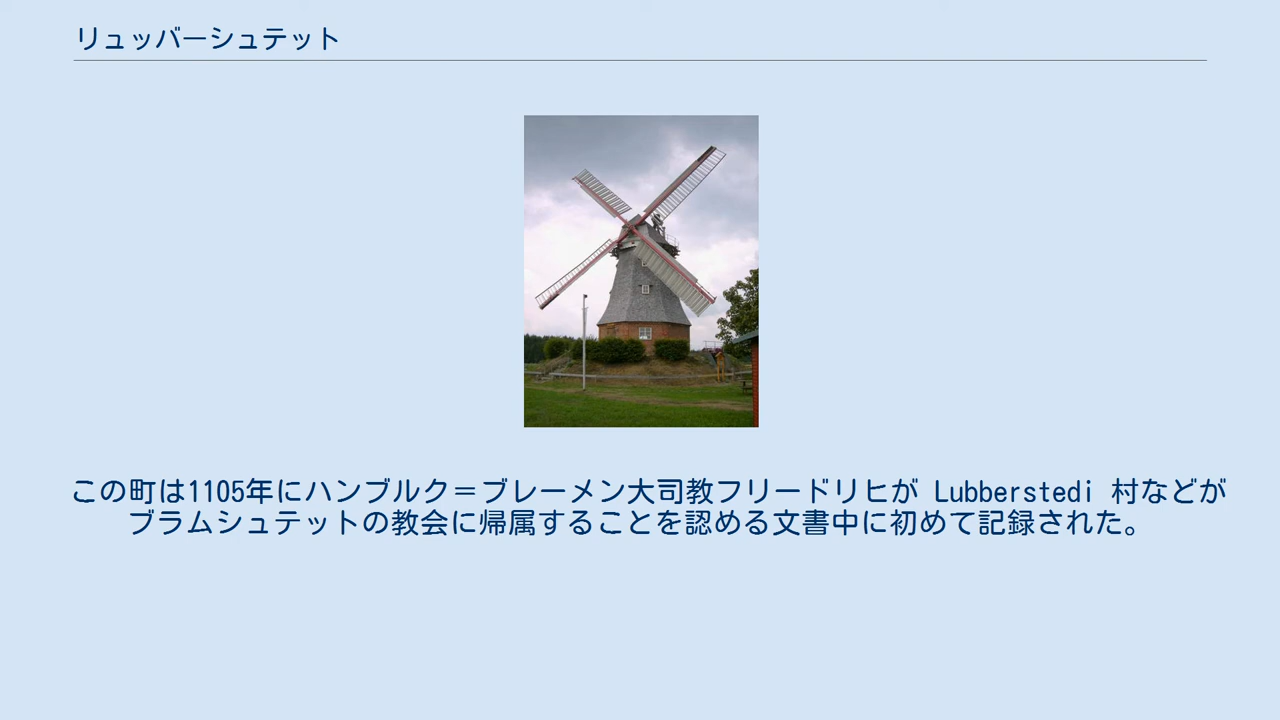 リュッバーシュテット
この町は1105年にハンブルク＝ブレーメン大司教フリードリヒが Lubberstedi 村などが
ブラムシュテットの教会に帰属することを認める文書中に初めて記録された。